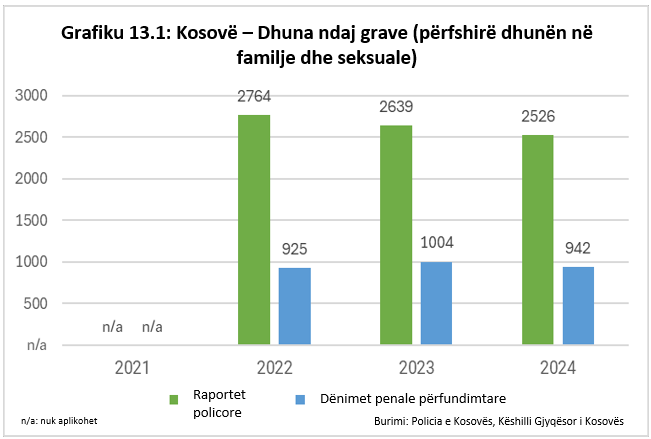 Grafiku 13.1: Kosovë – Dhuna ndaj grave (përfshirë dhunën në
familje dhe seksuale)
3000
2500
2000
1500
1000
500
n/a
n/a n/a
2764
925
2639
1004
2526
942
2021 2022 2023 2024
Raportet
policore
Dënimet penale përfundimtare
n/a: nuk aplikohet
Burimi: Policia e Kosovës, Këshilli Gjyqësor i Kosovës